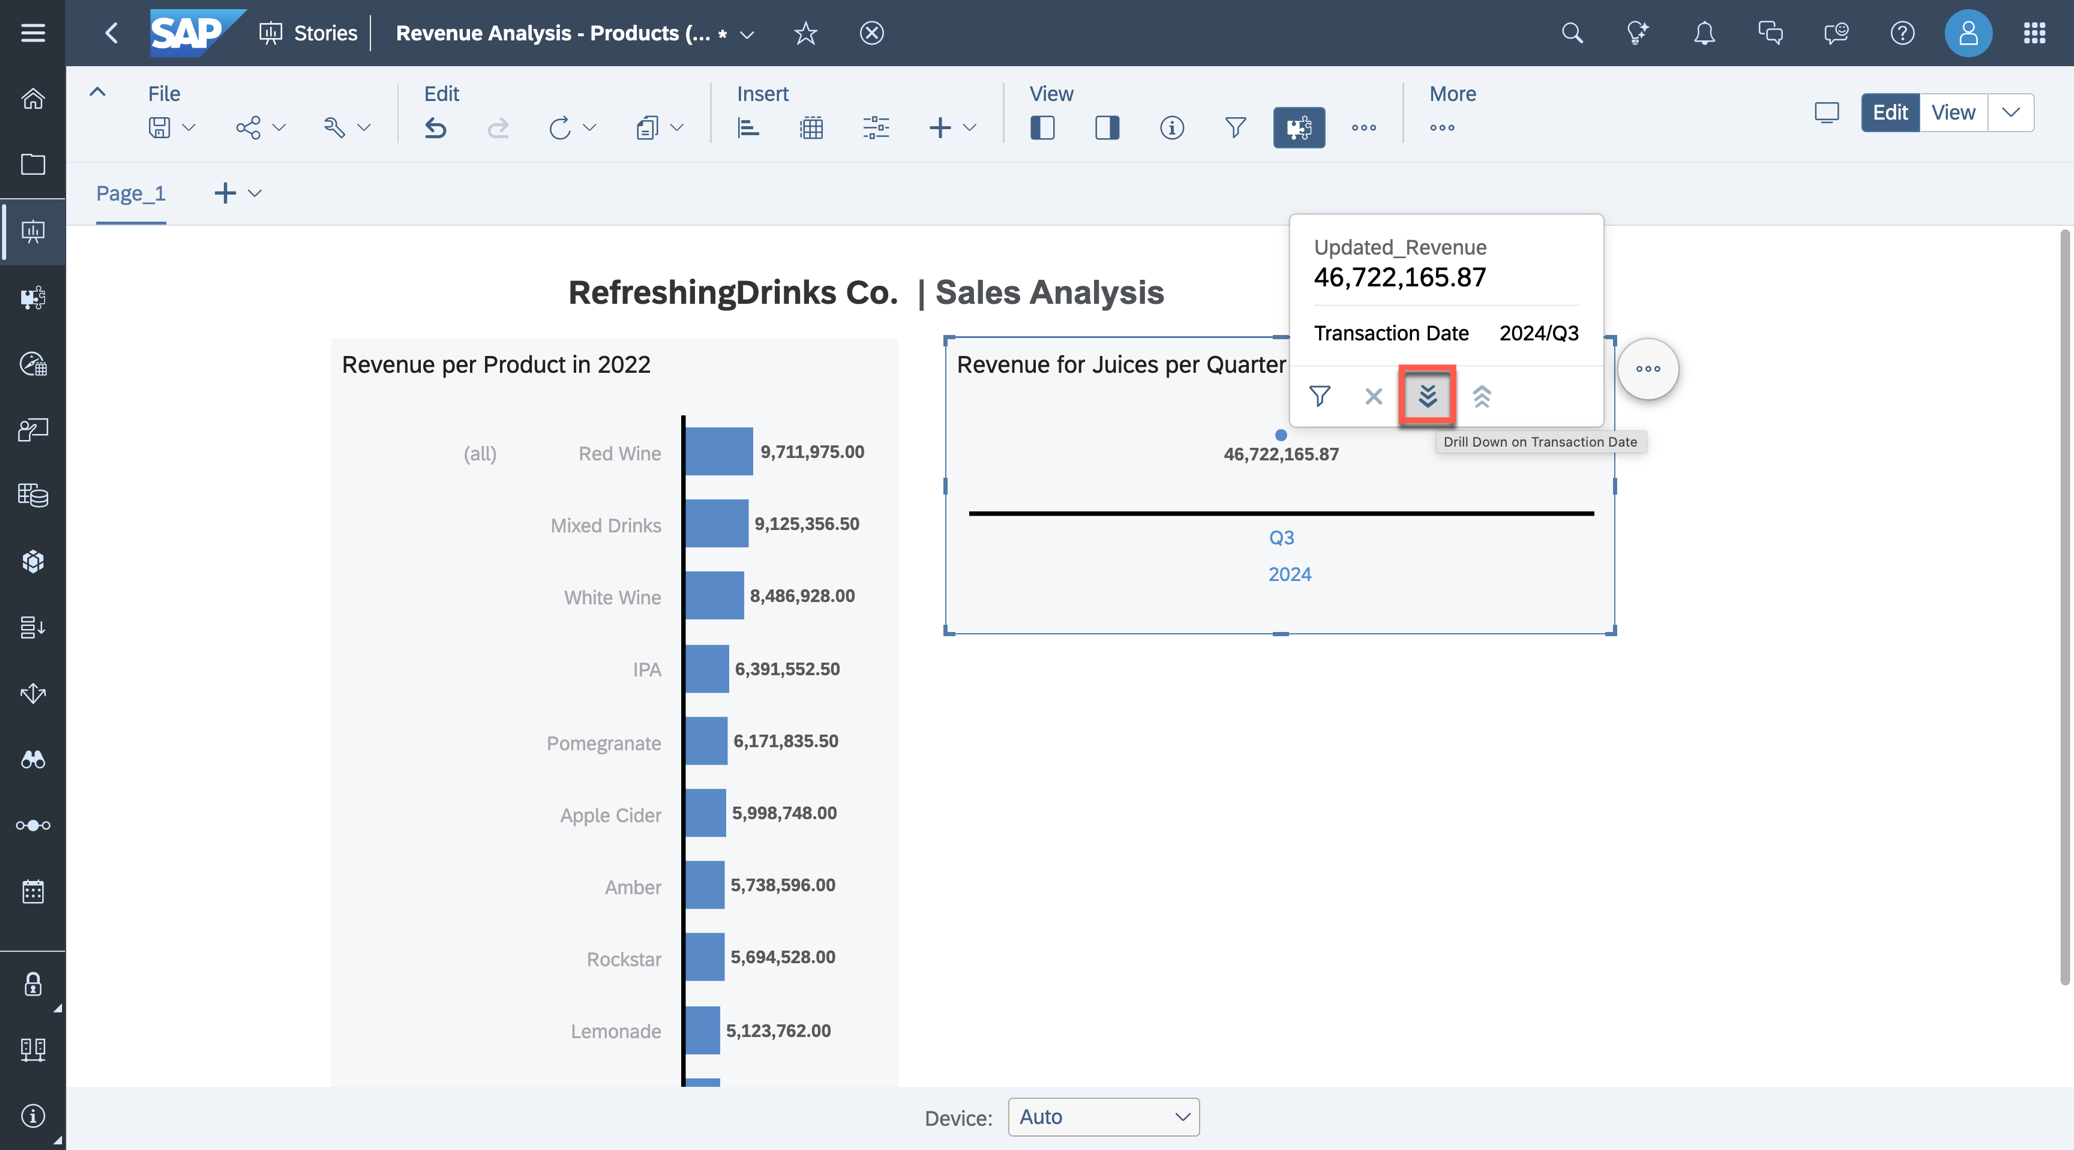 SAP
Stories
Revenue Analysis - Products (... *
File
Edit
Insert
View
More
Edit
View
Page_1
RefreshingDrinks Co. | Sales Analysis
Updated_Revenue
46,722,165.87
Transaction Date 2024/Q3
Drill Down on Transaction Date
Revenue per Product in 2022
(all)
Red Wine 9,711,975.00
Mixed Drinks 9,125,356.50
White Wine 8,486,928.00
IPA 6,391,552.50
Pomegranate 6,171,835.50
Apple Cider 5,998,748.00
Amber 5,738,596.00
Rockstar 5,694,528.00
Lemonade 5,123,762.00
Revenue for Juices per Quarter
46,722,165.87
Q3
2024
Device: Auto